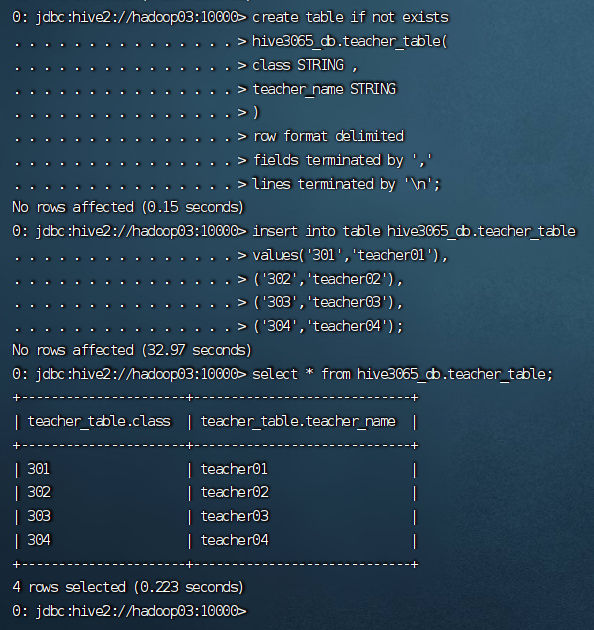 0: jdbc:hive2://hadoop03:10000> create table if not exists
. . . . . . . . . . . . . . . > hive3065_db.teacher_table(
. . . . . . . . . . . . . . . > class STRING ,
. . . . . . . . . . . . . . . > teacher_name STRING
. . . . . . . . . . . . . . . > )
. . . . . . . . . . . . . . . > row format delimited
. . . . . . . . . . . . . . . > fields terminated by ','
. . . . . . . . . . . . . . . > lines terminated by '\n';
No rows affected (0.15 seconds)
0: jdbc:hive2://hadoop03:10000> insert into table hive3065_db.teacher_table
. . . . . . . . . . . . . . . > values('301','teacher01'),
. . . . . . . . . . . . . . . > ('302','teacher02'),
. . . . . . . . . . . . . . . > ('303','teacher03'),
. . . . . . . . . . . . . . . > ('304','teacher04');
No rows affected (32.97 seconds)
0: jdbc:hive2://hadoop03:10000> select * from hive3065_db.teacher_table;
+----------------------+-----------------------------+
| teacher_table.class  | teacher_table.teacher_name  |
+----------------------+-----------------------------+
| 301                  | teacher01                   |
| 302                  | teacher02                   |
| 303                  | teacher03                   |
| 304                  | teacher04                   |
+----------------------+-----------------------------+
4 rows selected (0.223 seconds)
0: jdbc:hive2://hadoop03:10000>